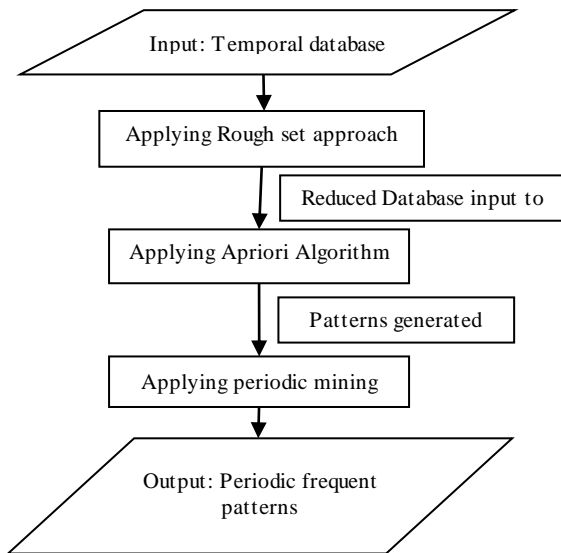 Input: Temporal database
Applying Rough set approach
Reduced Database input to
Applying Apriori Algorithm
Patterns generated
Applying periodic mining
Output: Periodic frequent
patterns